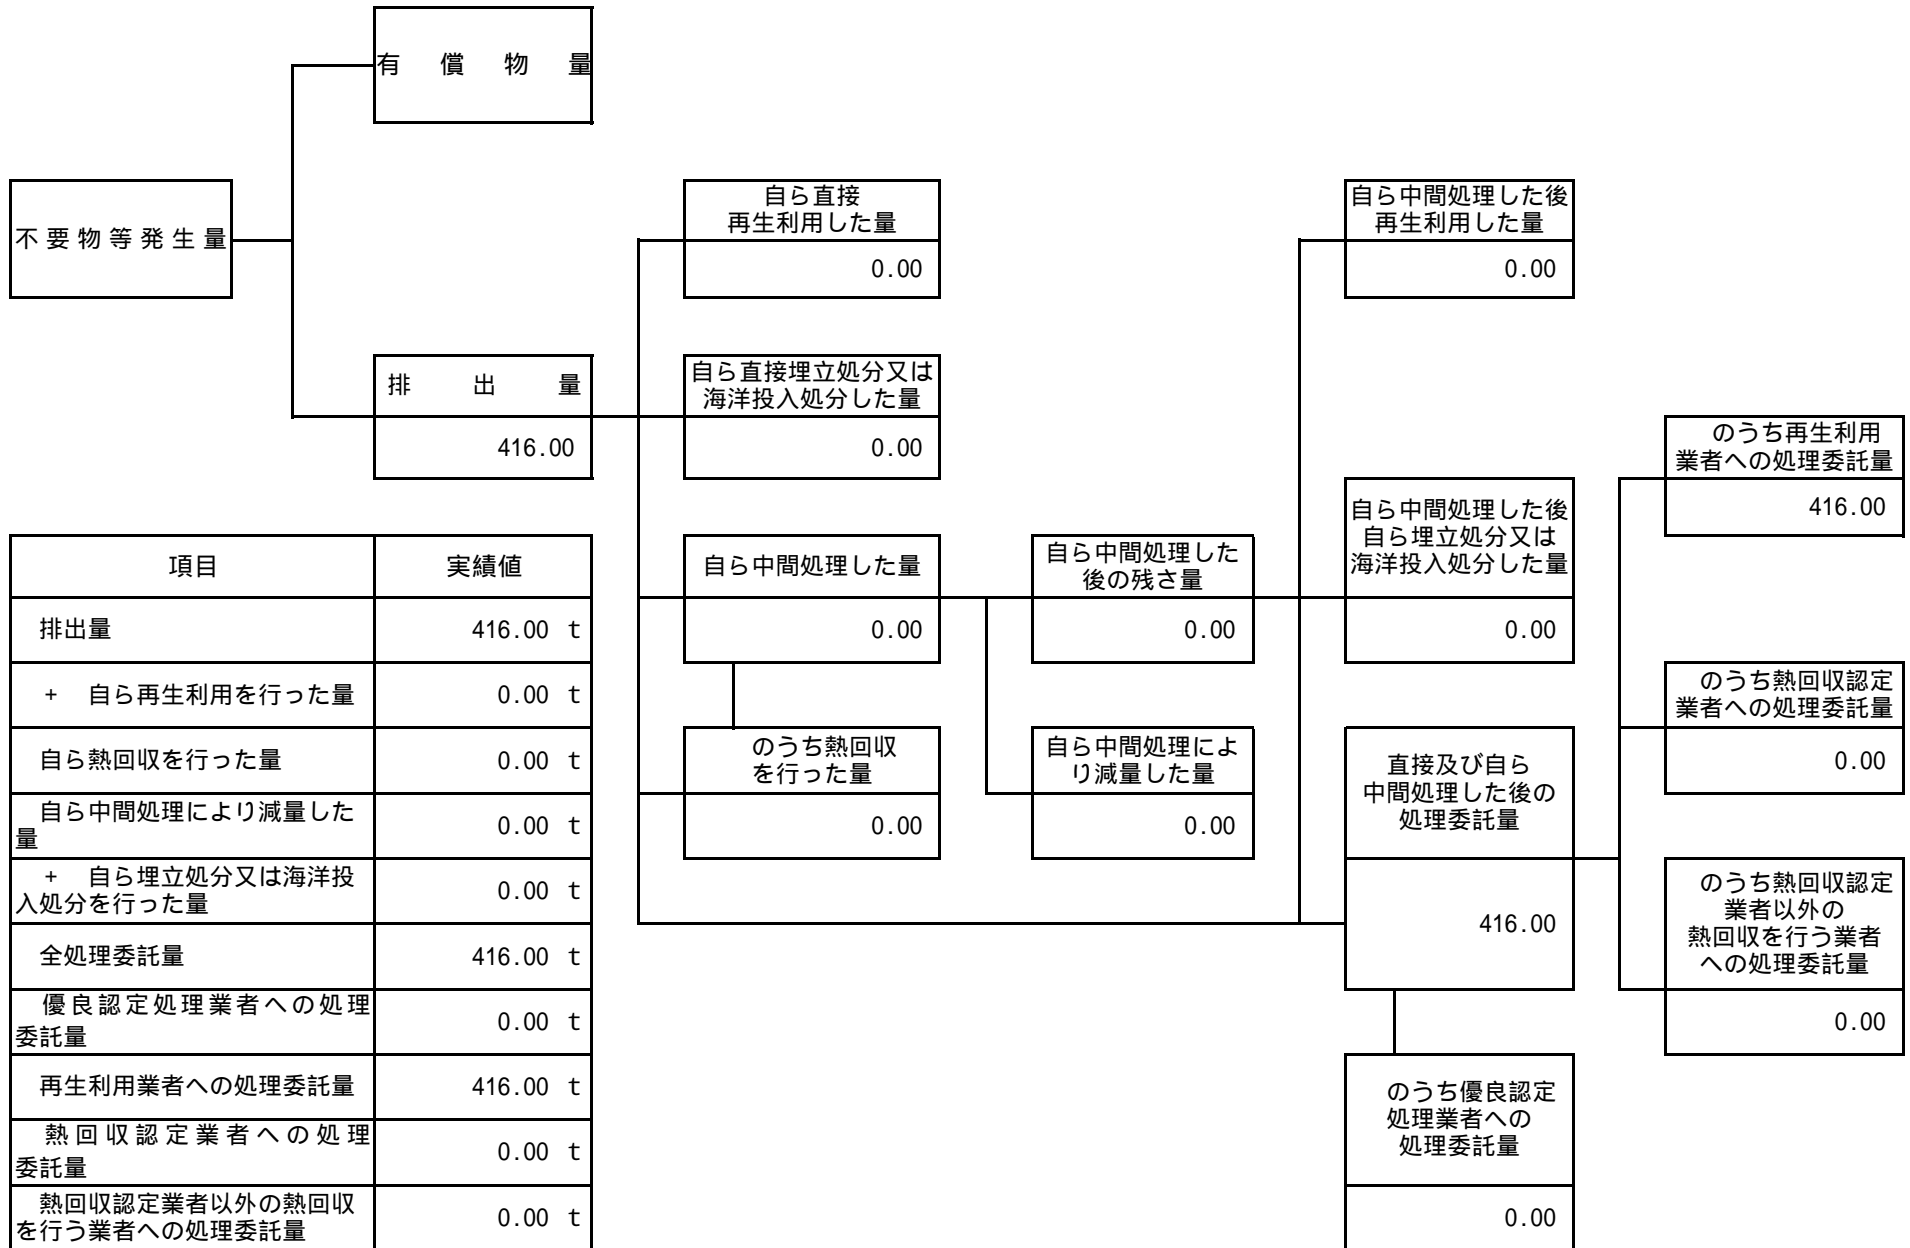 有償物量
不要物等発生量
自ら直接
再生利用した量
0.00
自ら中間処理した後
再生利用した量
0.00
排出量
416.00
自ら直接埋立処分又は
海洋投入処分した量
0.00
のうち再生利用
業者への処理委託量
416.00
自ら中間処理した量
0.00
自ら中間処理した
後の残さ量
0.00
自ら中間処理した後
自ら埋立処分又は
海洋投入処分した量
0.00
のうち熱回収認定
業者への処理委託量
0.00
のうち熱回収
を行った量
0.00
自ら中間処理によ
り減量した量
0.00
直接及び自ら
中間処理した後の
処理委託量
416.00
のうち熱回収認定
業者以外の
熱回収を行う業者
への処理委託量
0.00
のうち優良認定
処理業者への
処理委託量
0.00
項目 実績値
排出量 416.00 t
+ 自ら再生利用を行った量 0.00 t
自ら熱回収を行った量 0.00 t
自ら中間処理により減量した
量 0.00 t
+ 自ら埋立処分又は海洋投
入処分を行った量 0.00 t
全処理委託量 416.00 t
優良認定処理業者への処理
委託量 0.00 t
再生利用業者への処理委託量 416.00 t
熱回収認定業者への処理
委託量 0.00 t
熱回収認定業者以外の熱回収
を行う業者への処理委託量 0.00 t